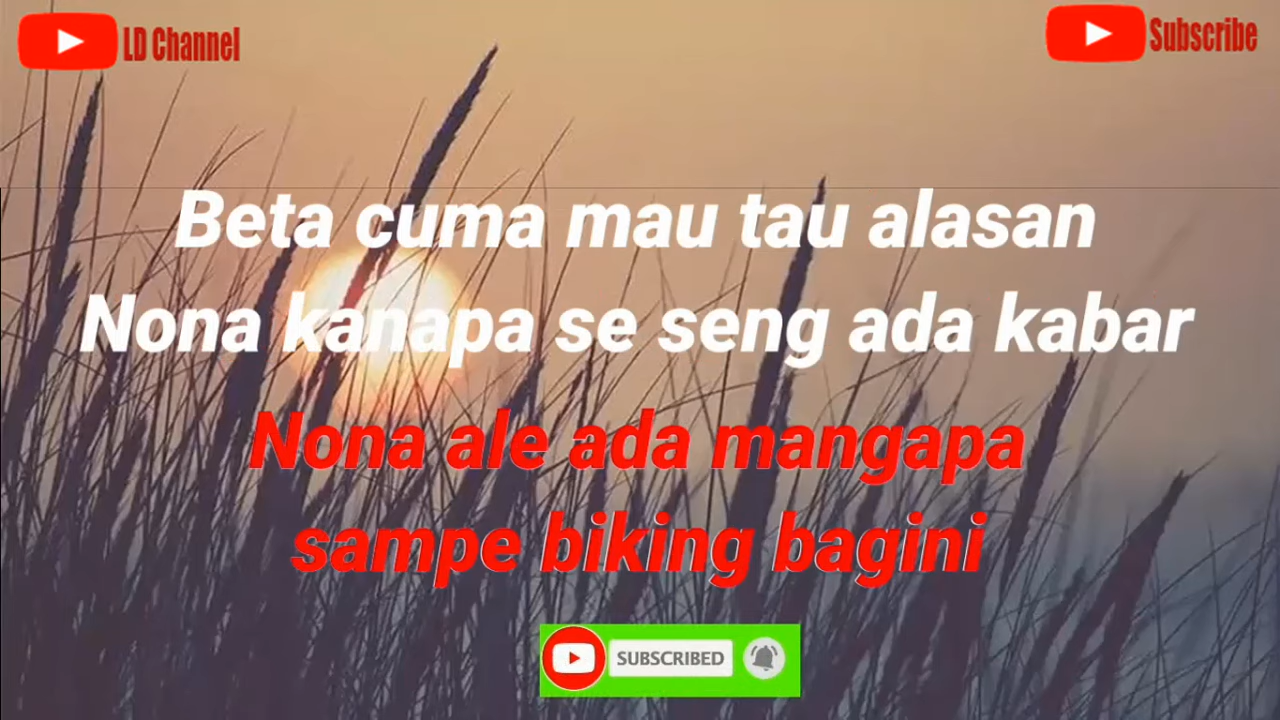 LD Channel
Subscribe
Beta cuma mau tau alasan
Nona kanapa se seng ada kabar
Nona ale ada mangapa
sampe biking bagini
SUBSCRIBED